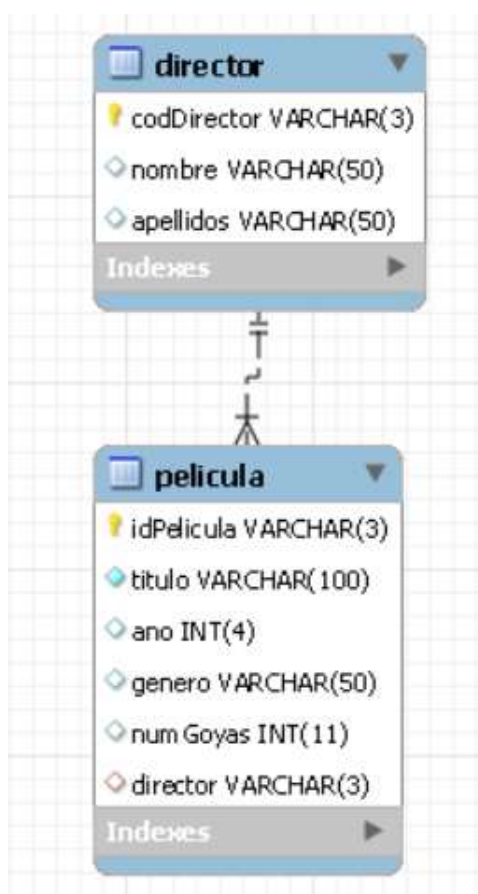 director
codDirector VARCHAR(3)
nombre VARCHAR(50)
apellidos VARCHAR(50)
Indexes
pelicula
idPelicula VARCHAR(3)
titulo VARCHAR(100)
ano INT(4)
genero VARCHAR(50)
numGoyas INT(11)
director VARCHAR(3)
Indexes